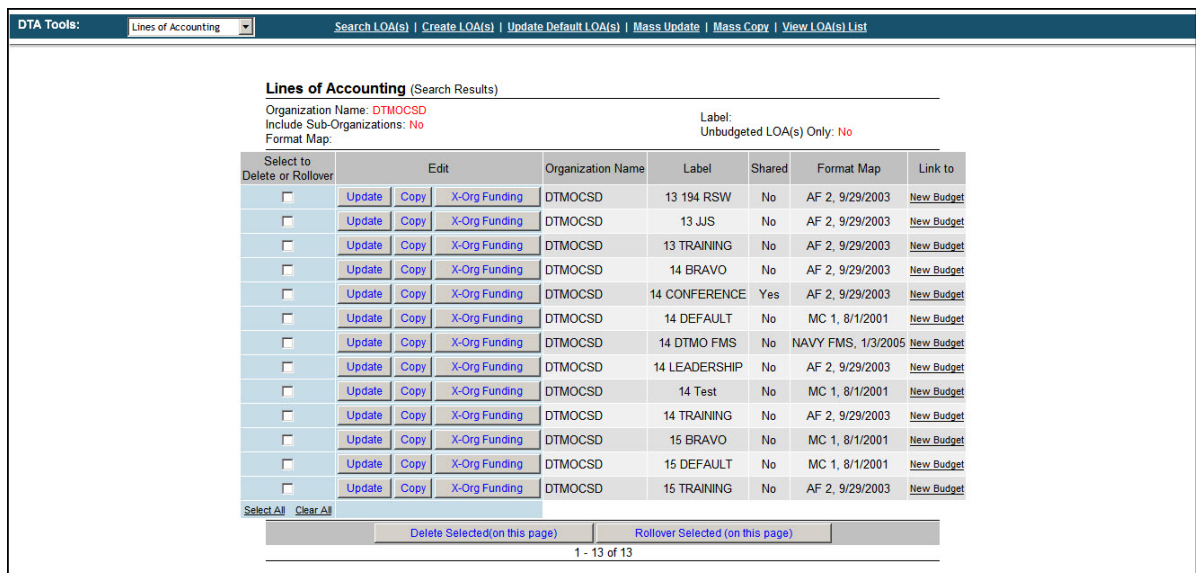 DTA Tools: Lines of Accounting Search LOA(s) | Create LOA(s) | Update Default LOA(s) | Mass Update | Mass Copy | View LOA(s) List
Lines of Accounting (Search Results)
Organization Name: DTMOCSD
Include Sub-Organizations: No
Format Map:
Label:
Unbudgeted LOA(s) Only: No
Select to Delete or Rollover Edit Organization Name Label Shared Format Map Link to
Update Copy X-Org Funding DTMOCSD 13 194 RSW No AF 2, 9/29/2003 New Budget
Update Copy X-Org Funding DTMOCSD 13 JJS No AF 2, 9/29/2003 New Budget
Update Copy X-Org Funding DTMOCSD 13 TRAINING No AF 2, 9/29/2003 New Budget
Update Copy X-Org Funding DTMOCSD 14 BRAVO No AF 2, 9/29/2003 New Budget
Update Copy X-Org Funding DTMOCSD 14 CONFERENCE Yes AF 2, 9/29/2003 New Budget
Update Copy X-Org Funding DTMOCSD 14 DEFAULT No MC 1, 8/1/2001 New Budget
Update Copy X-Org Funding DTMOCSD 14 DTMO FMS No NAVY FMS, 1/3/2005 New Budget
Update Copy X-Org Funding DTMOCSD 14 LEADERSHIP No AF 2, 9/29/2003 New Budget
Update Copy X-Org Funding DTMOCSD 14 Test No MC 1, 8/1/2001 New Budget
Update Copy X-Org Funding DTMOCSD 14 TRAINING No AF 2, 9/29/2003 New Budget
Update Copy X-Org Funding DTMOCSD 15 BRAVO No MC 1, 8/1/2001 New Budget
Update Copy X-Org Funding DTMOCSD 15 DEFAULT No MC 1, 8/1/2001 New Budget
Update Copy X-Org Funding DTMOCSD 15 TRAINING No AF 2, 9/29/2003 New Budget
Select All Clear All
Delete Selected(on this page) Rollover Selected (on this page)
1 - 13 of 13